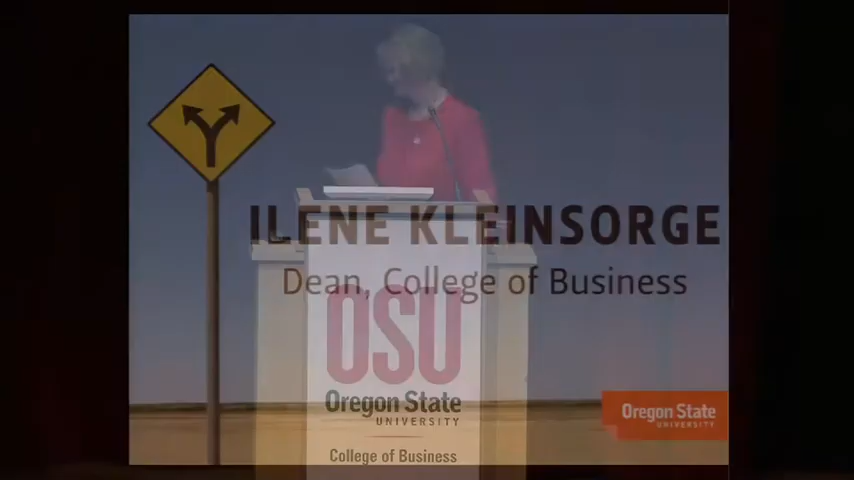 ILENE KLEINSORGE
Dean, College of Business
OSU
Oregon State
UNIVERSITY
College of Business
Oregon State
UNIVERSITY